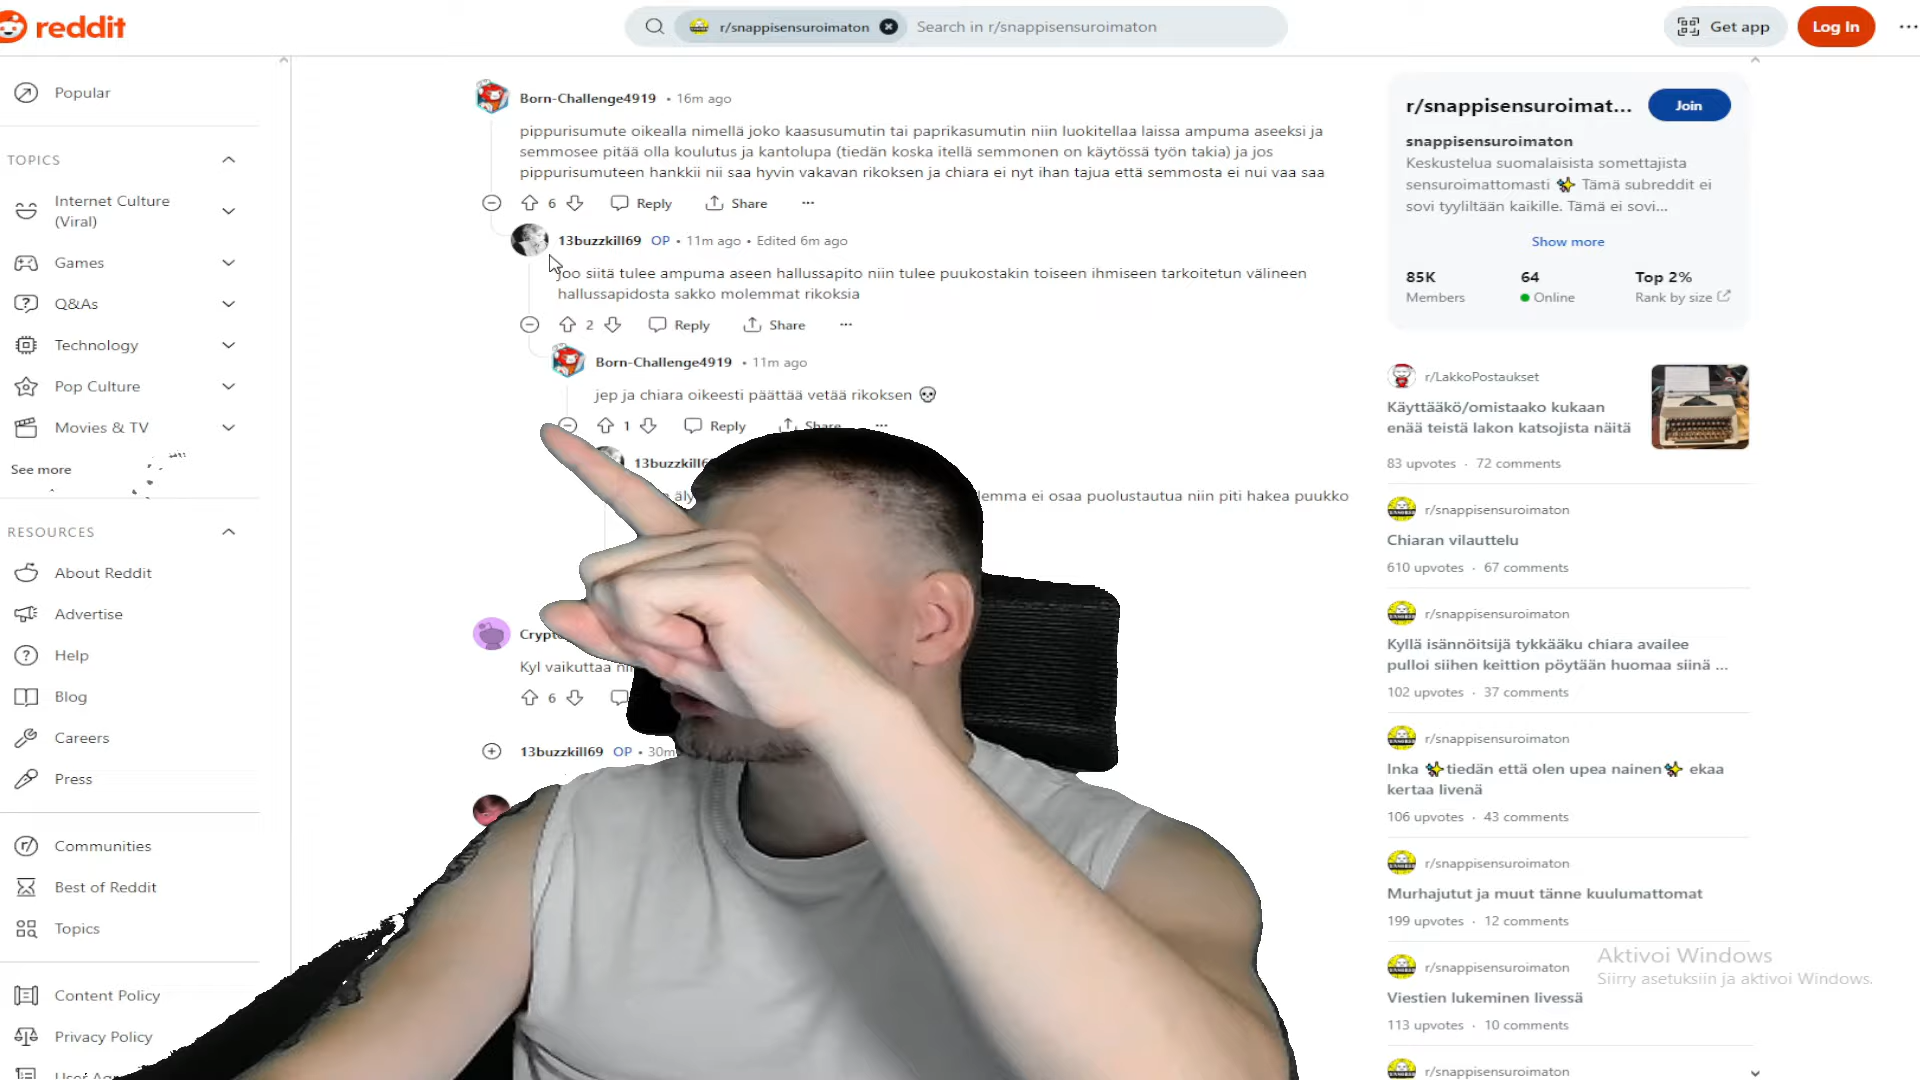 reddit
r/snappisensuroimaton
Search in r/snappisensuroimaton
Get app
Log In
Popular
TOPICS
Internet Culture
(Viral)
Games
Q&As
Technology
Pop Culture
Movies & TV
See more
RESOURCES
About Reddit
Advertise
Help
Blog
Careers
Press
Communities
Best of Reddit
Topics
Content Policy
Privacy Policy
Born-Challenge4919 • 16m ago
pippurisumute oikealla nimellä joko kaasusumutin tai paprikasumutin niin luokitellaa laissa ampuma aseeksi ja
semmosee pitää olla koulutus ja kantolupa (tiedän koska itellä semmonen on käytössä työn takia) ja jos
pippurisumuteen hankkii nii saa hyvin vakavan rikoksen ja chiara ei nyt ihan tajua että semmosta ei nui vaa saa
6
Reply
Share
13buzzkill69 OP • 11m ago • Edited 6m ago
Joo siitä tulee ampuma aseen hallussapito niin tulee puukostakin toiseen ihmiseen tarkoitetun välineen
hallussapidosta sakko molemmat rikoksia
2
Reply
Share
Born-Challenge4919 • 11m ago
jep ja chiara oikeesti päättää vetää rikoksen 💀
1
Reply
Share
ei osaa puolustautua niin piti hakea puukko
Kyl vaikuttaa
6
13buzzkill69 OP •
r/snappisensuroimat...
Join
snappisensuroimaton
Keskustelua suomalaisista somettajista
sensuroimattomasti ✨ Tämä subreddit ei
sovi tyyliltään kaikille. Tämä ei sovi...
Show more
85K
64
Top 2%
Members
Online
Rank by size
r/LakkoPostaukset
Käyttääkö/omistaako kukaan
enää teistä lakon katsojista näitä
83 upvotes · 72 comments
r/snappisensuroimaton
Chiaran vilauttelu
610 upvotes · 67 comments
r/snappisensuroimaton
Kyllä isännöitsijä tykkääku chiara availee
pulloi siihen keittion pöytään huomaa siinä ...
102 upvotes · 37 comments
r/snappisensuroimaton
Inka ✨tiedän että olen upea nainen✨ ekaa
kertaa livenä
106 upvotes · 43 comments
r/snappisensuroimaton
Murhajutut ja muut tänne kuulumattomat
199 upvotes · 12 comments
r/snappisensuroimaton
Viestien lukeminen livessä
113 upvotes · 10 comments
r/snappisensuroimaton
Aktivoi Windows
Siirry asetuksiin ja aktivoi Windows.